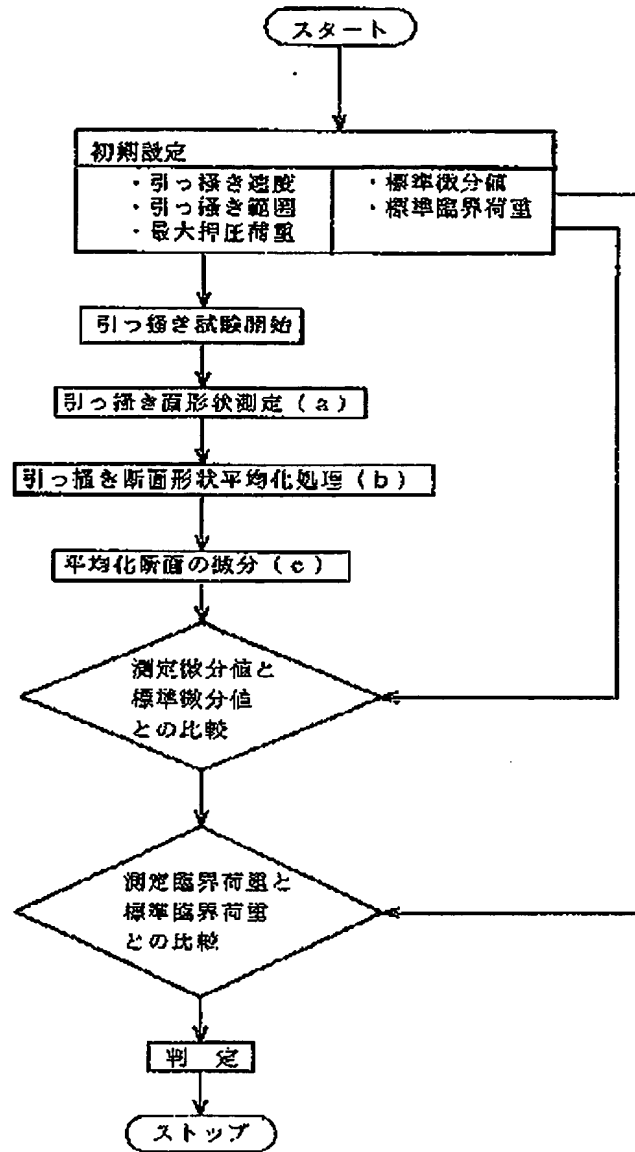 スタート
初期設定
・引っ掻き速度
・引っ掻き範囲
・最大押圧荷重
・標準微分値
・標準臨界荷重
引っ掻き試験開始
引っ掻き面形状測定(a)
引っ掻き断面形状平均化処理(b)
平均化断面の微分(c)
測定微分値と
標準微分値
との比較
測定臨界荷重と
標準臨界荷重
との比較
判 定
ストップ